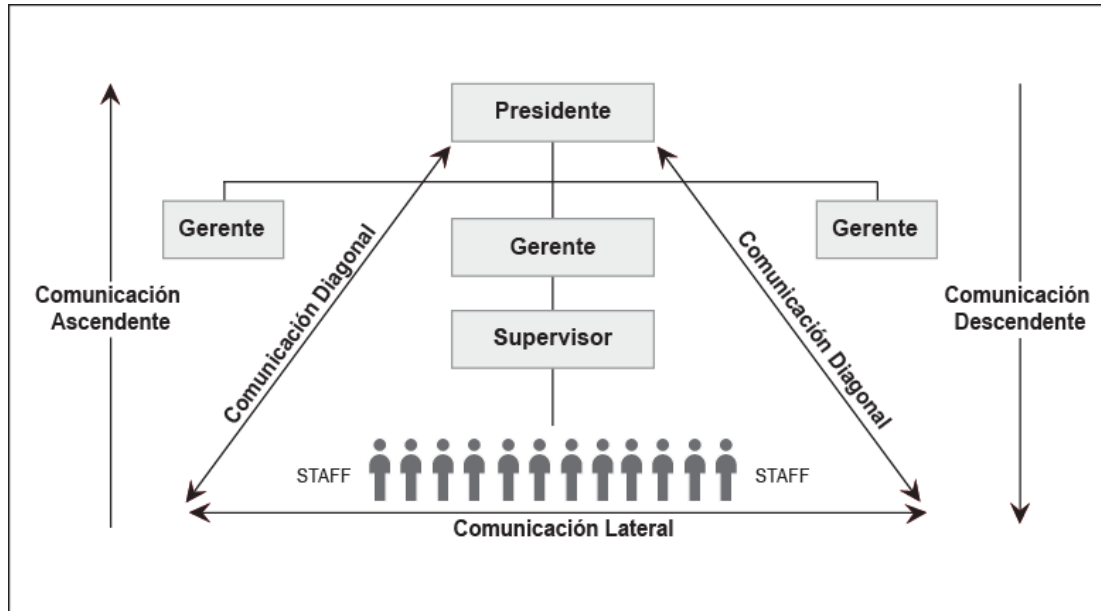 Presidente
Gerente
Gerente
Gerente
Comunicación
Ascendente
Comunicación Diagonal
Supervisor
Comunicación Diagonal
Comunicación
Descendente
STAFF
STAFF
Comunicación Lateral